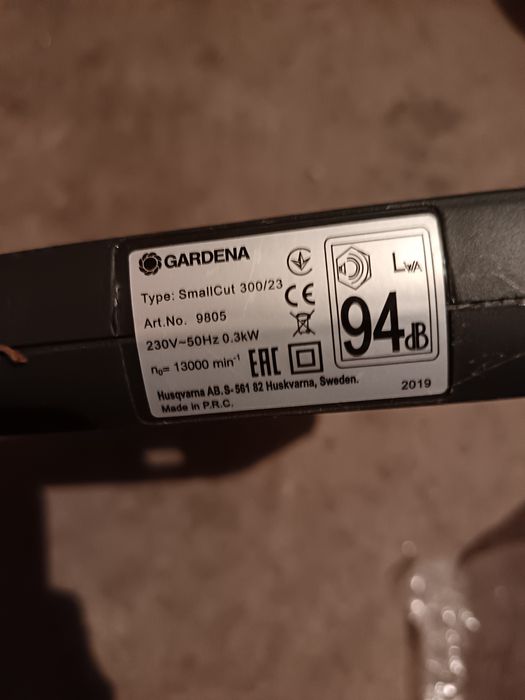 GARDENA
Type: SmallCut 300/23
Art.No. 9805
230V~50Hz 0.3kW
n₀= 13000 min⁻¹
CE
EAC
LWA
94dB
Husqvarna AB.S-561 82 Huskvarna, Sweden.
Made in P.R.C.
2019